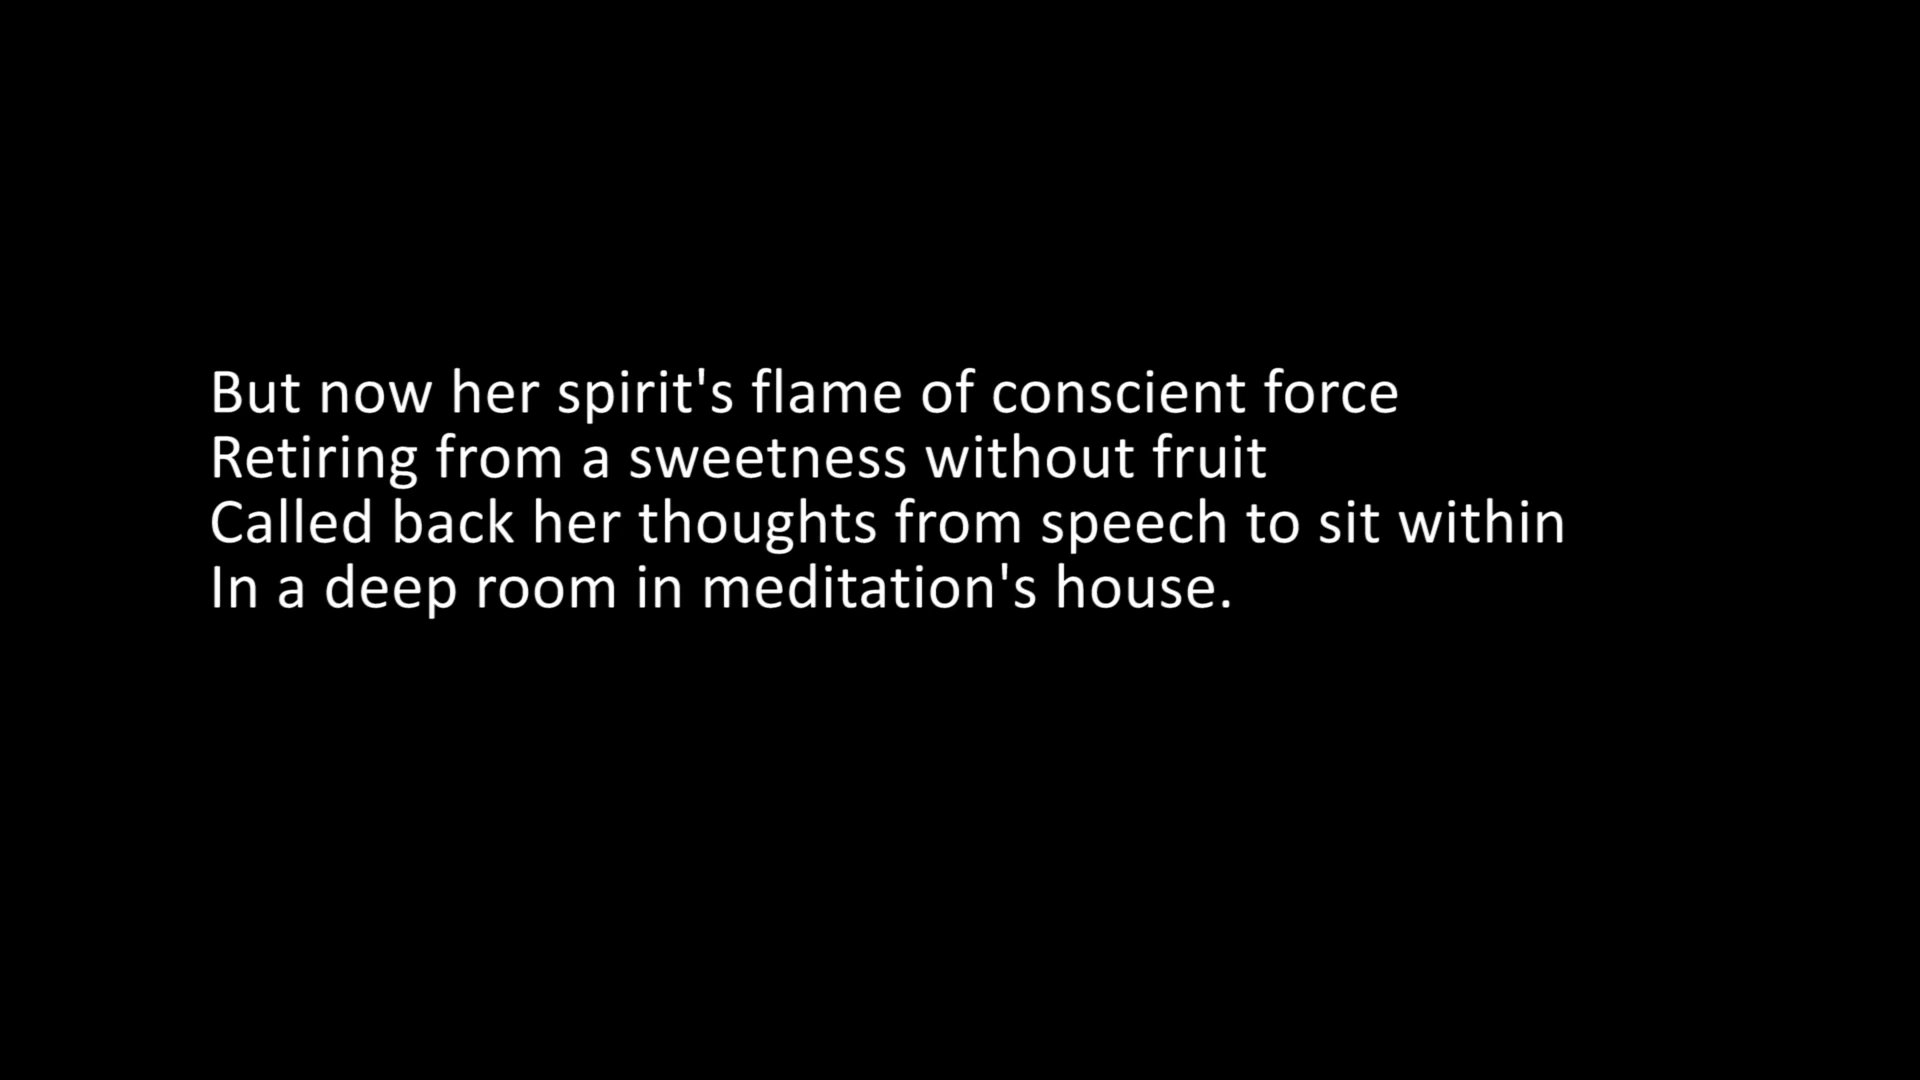 But now her spirit's flame of conscient force
Retiring from a sweetness without fruit
Called back her thoughts from speech to sit within
In a deep room in meditation's house.